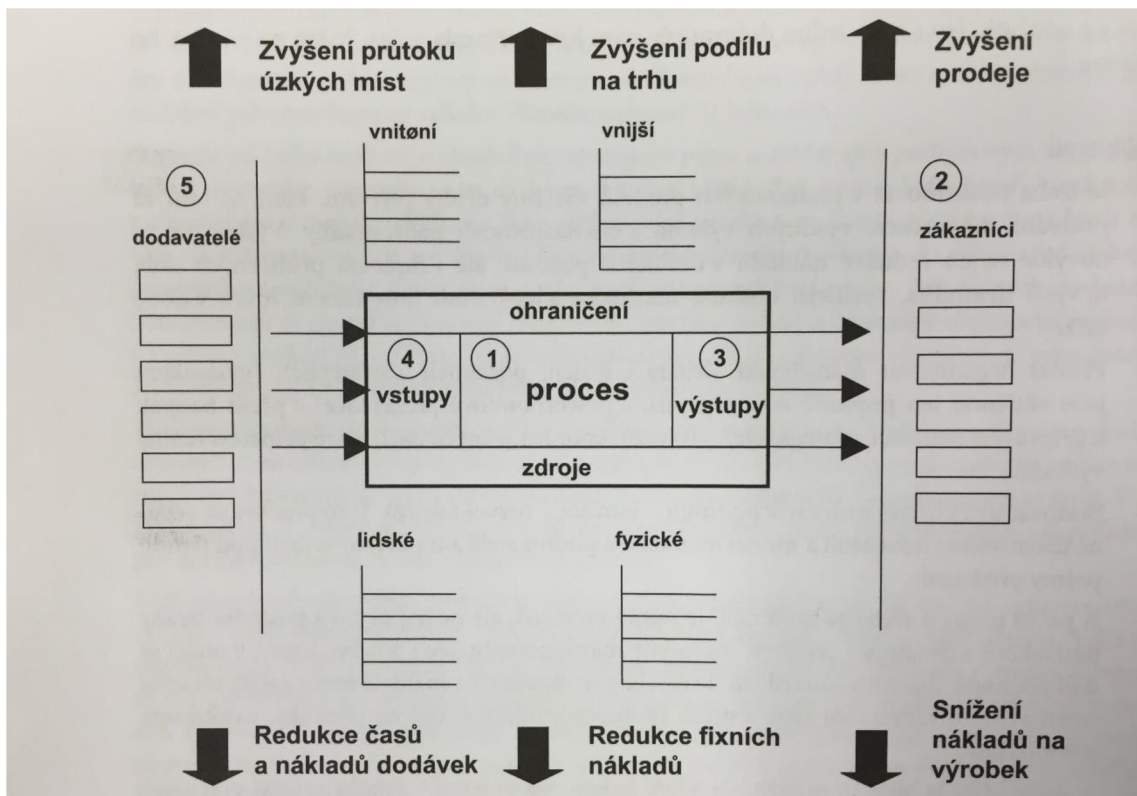 Zvýšení průtoku
úzkých míst
Zvýšení podílu
na trhu
Zvýšení
prodeje
vnitøní
vnìjší
5
2
dodavatelé
zákazníci
ohraničení
4
1
3
vstupy
proces
výstupy
zdroje
lidské
fyzické
Redukce časů
a nákladů dodávek
Redukce fixních
nákladů
Snížení
nákladů na
výrobek